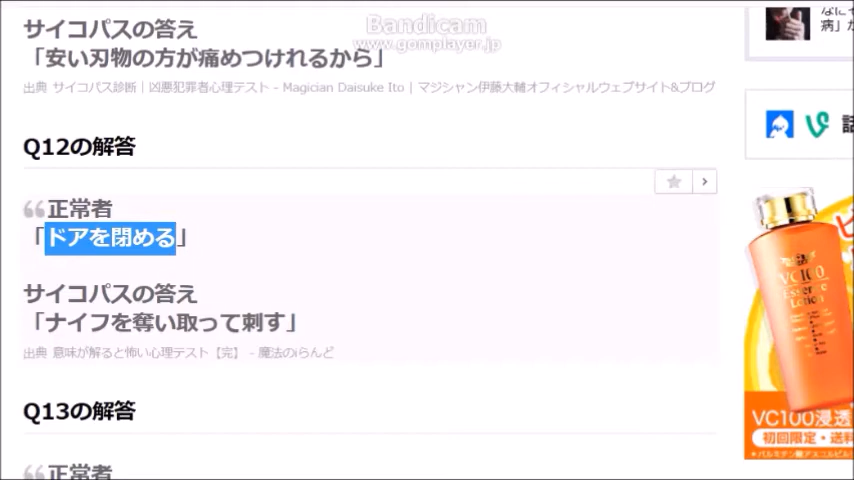 Bandicam
www.gomplayer.jp
サイコパスの答え
「安い刃物の方が痛めつけれるから」
出典 サイコパス診断｜凶悪犯罪者心理テスト - Magician Daisuke Ito | マジシャン伊藤大輔オフィシャルウェブサイト&ブログ
病」か
Q12の解答
正常者
「ドアを閉める」
サイコパスの答え
「ナイフを奪い取って刺す」
出典 意味が解ると怖い心理テスト【完】 - 魔法のiらんど
Q13の解答
正常者
話
VC100
Essence
Lotion
VC100浸透
初回限定・送料